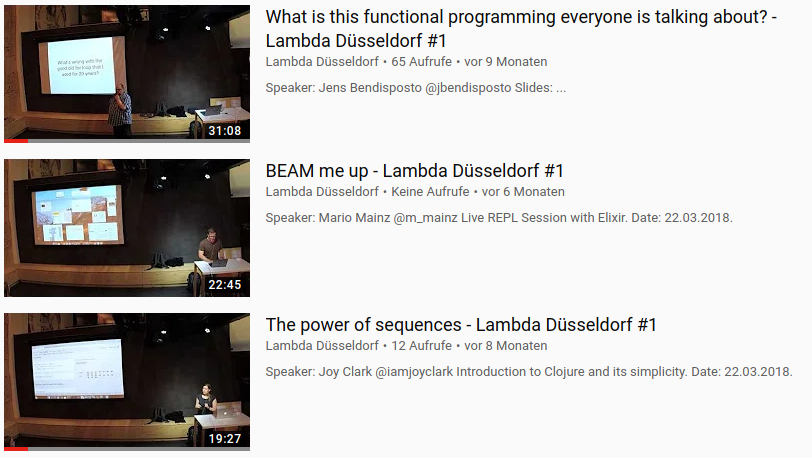 What is this functional programming everyone is talking about? -
Lambda Düsseldorf #1
Lambda Düsseldorf • 65 Aufrufe • vor 9 Monaten
Speaker: Jens Bendisposto @jbendisposto Slides: ...
What's wrong with the
good old for loop that I
used for 20 years?
31:08
BEAM me up - Lambda Düsseldorf #1
Lambda Düsseldorf • Keine Aufrufe • vor 6 Monaten
Speaker: Mario Mainz @m_mainz Live REPL Session with Elixir. Date: 22.03.2018.
22:45
The power of sequences - Lambda Düsseldorf #1
Lambda Düsseldorf • 12 Aufrufe • vor 8 Monaten
Speaker: Joy Clark @iamjoyclark Introduction to Clojure and its simplicity. Date: 22.03.2018.
19:27